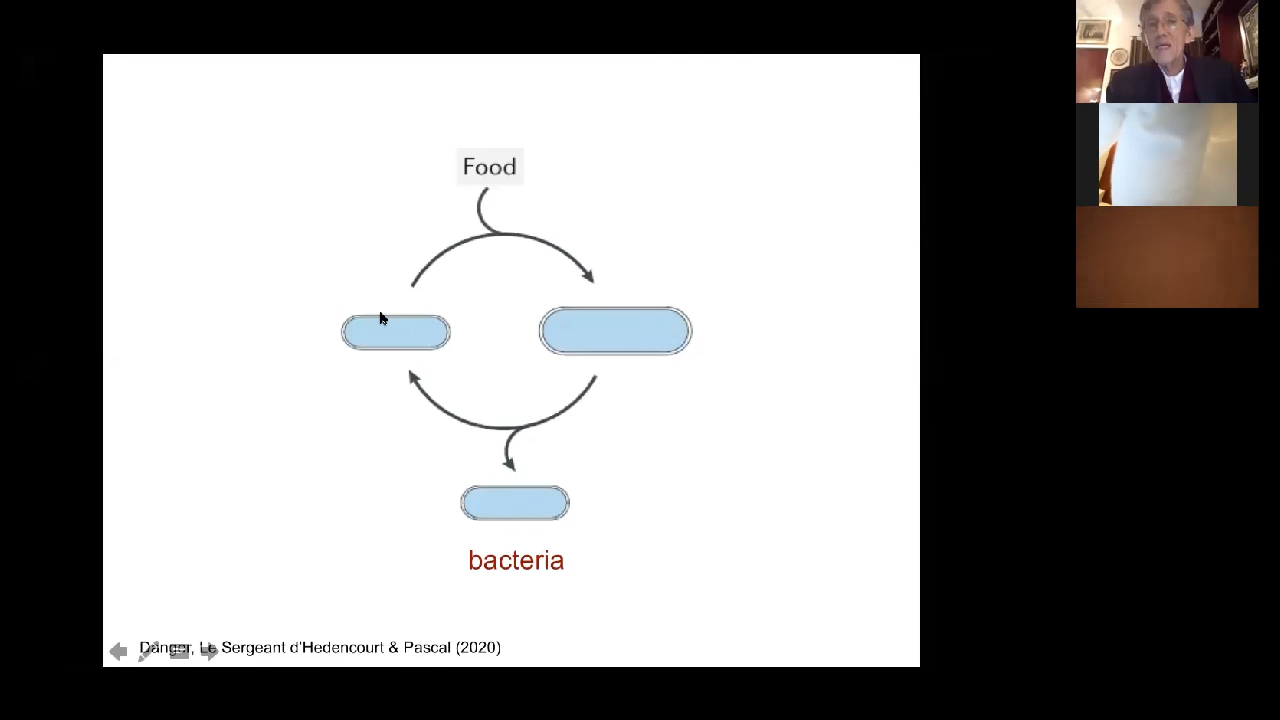 Food
bacteria
Danger, Le Sergeant d'Hedencourt & Pascal (2020)